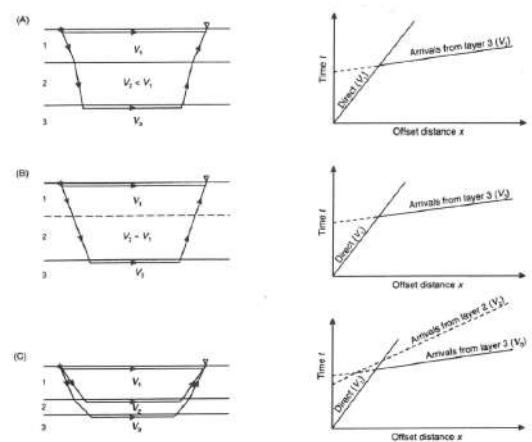 (A)
1
V₁
2
V₂ < V₁
3
V₃
Time t
Direct (V₁)
Arrivals from layer 3 (V₃)
Offset distance x
(B)
1
V₁
2
V₂ ~ V₁
3
V₃
Time t
Direct (V₁)
Arrivals from layer 3 (V₃)
Offset distance x
(C)
1
V₁
2
V₂
3
V₃
Time t
Direct (V₁)
Arrivals from layer 2 (V₂)
Arrivals from layer 3 (V₃)
Offset distance x